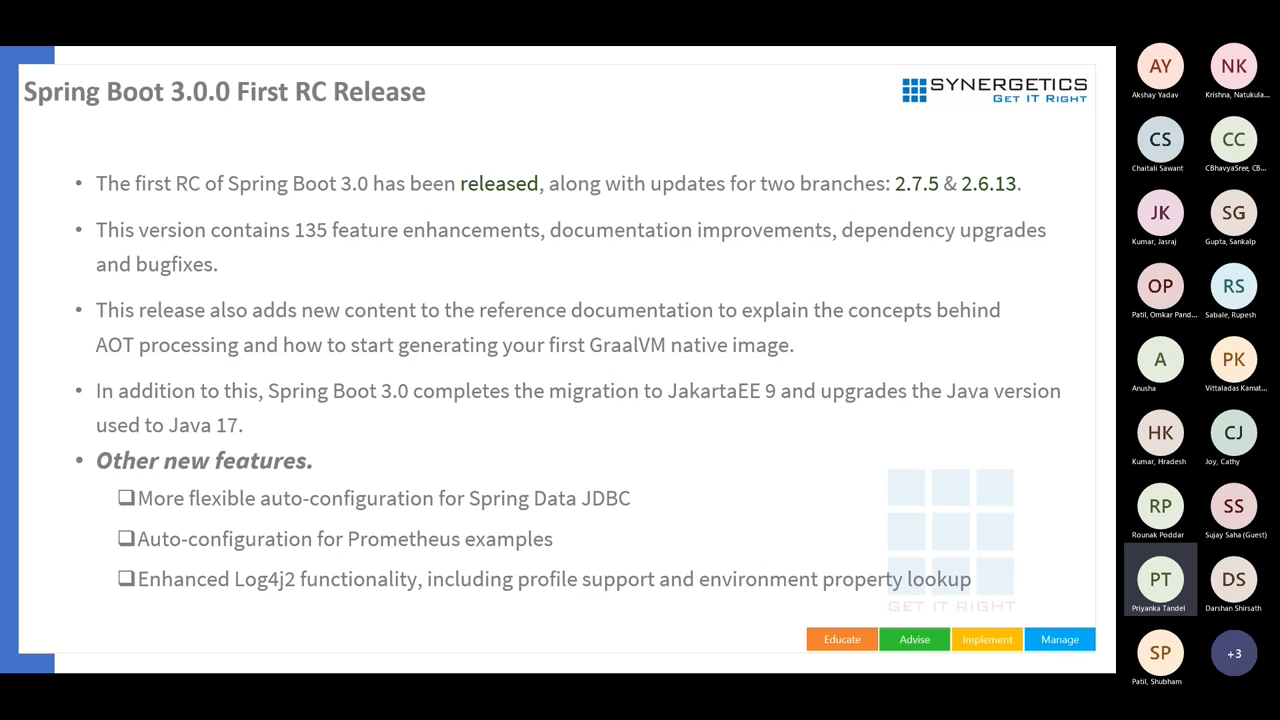 Spring Boot 3.0.0 First RC Release
SYNERGETICS
GET IT RIGHT
• The first RC of Spring Boot 3.0 has been released, along with updates for two branches: 2.7.5 & 2.6.13.
• This version contains 135 feature enhancements, documentation improvements, dependency upgrades
and bugfixes.
• This release also adds new content to the reference documentation to explain the concepts behind
AOT processing and how to start generating your first GraalVM native image.
• In addition to this, Spring Boot 3.0 completes the migration to JakartaEE 9 and upgrades the Java version
used to Java 17.
• Other new features.
❑More flexible auto-configuration for Spring Data JDBC
❑Auto-configuration for Prometheus examples
❑Enhanced Log4j2 functionality, including profile support and environment property lookup
GET IT RIGHT
Educate Advise Implement Manage
AY NK
Akshay Yadav Krishna, Natukula...
CS CC
Chaitali Sawant CBhavyaSree, CB...
JK SG
Kumar, Jasraj Gupta, Sankalp
OP RS
Patil, Omkar Pand... Sabale, Rupesh
A PK
Anusha Vittaladas Kamat...
HK CJ
Kumar, Hradesh Joy, Cathy
RP SS
Rounak Poddar Sujay Saha (Guest)
PT DS
Priyanka Tandel Darshan Shirsath
SP +3
Patil, Shubham